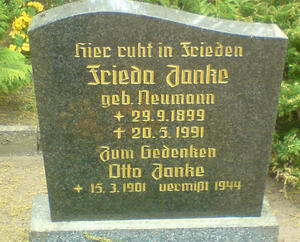 Hier ruht in Frieden
Frieda Janke
geb. Neumann
+ 29.9.1899
+ 20.5.1991
Zum Gedenken
Otto Janke
+ 15.3.1901 vermißt 1944